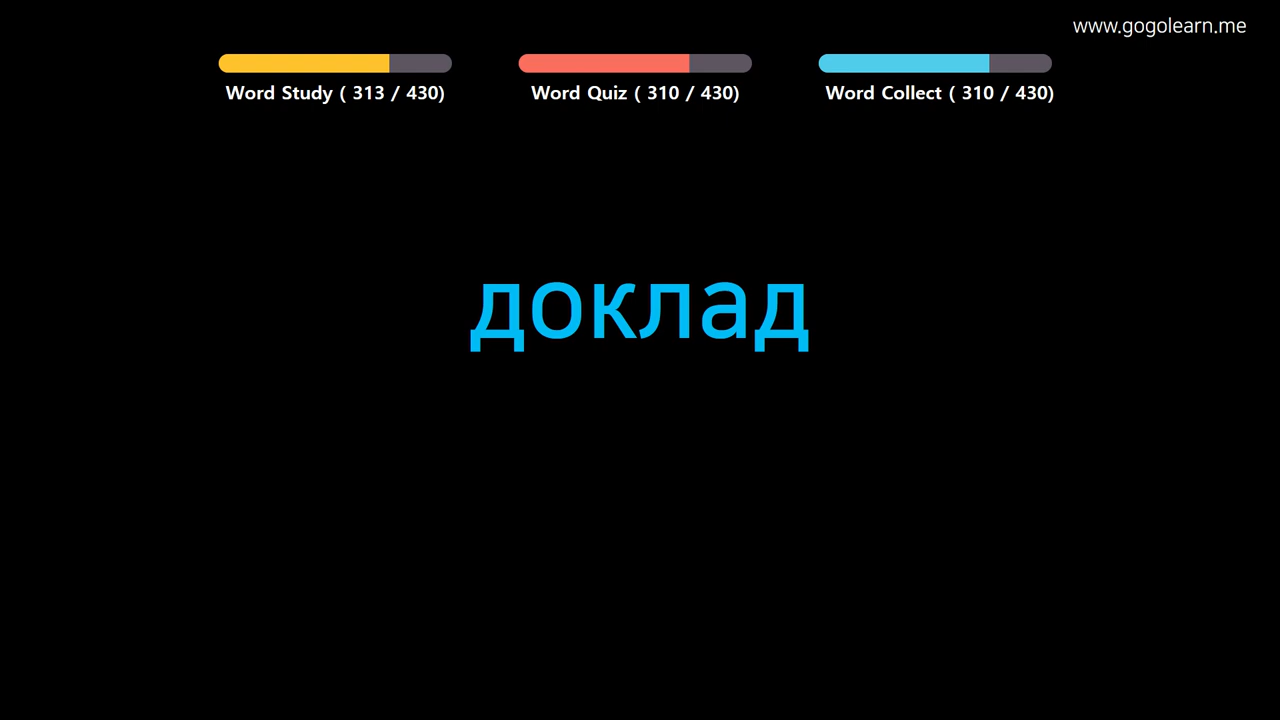 www.gogolearn.me
Word Study ( 313 / 430)
Word Quiz ( 310 / 430)
Word Collect ( 310 / 430)
доклад